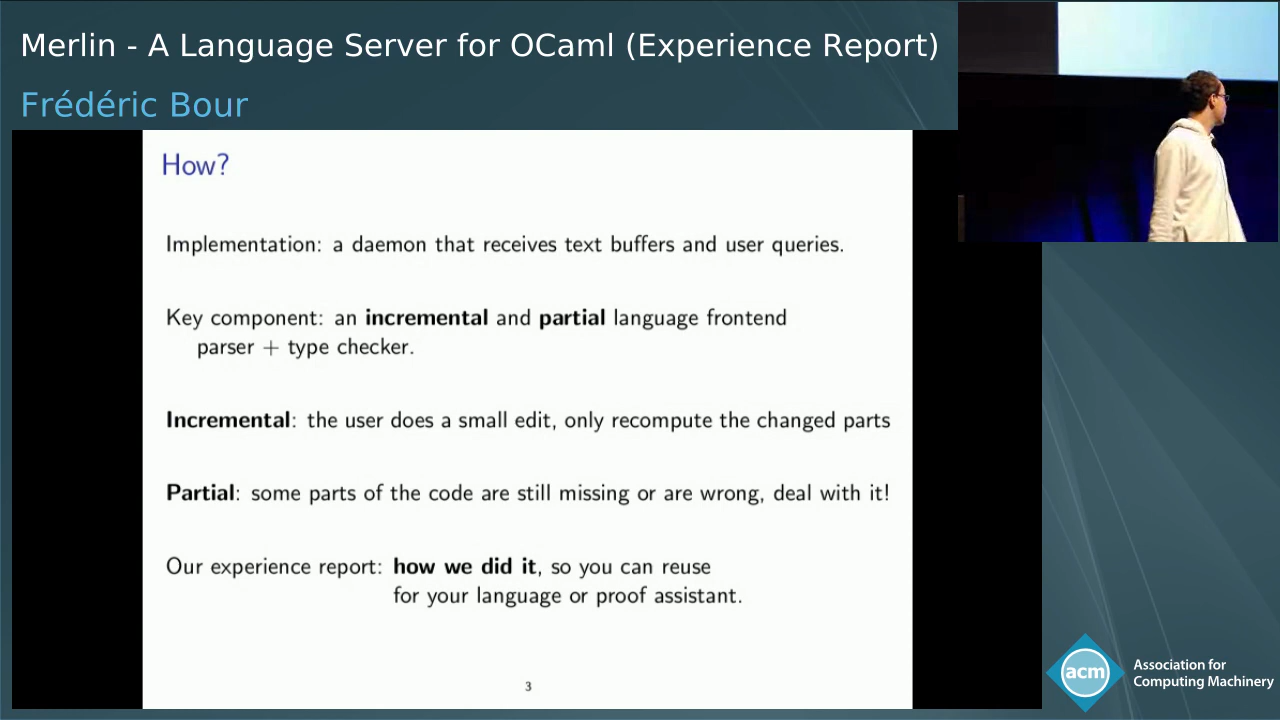 Merlin - A Language Server for OCaml (Experience Report)
Frédéric Bour
How?
Implementation: a daemon that receives text buffers and user queries.
Key component: an incremental and partial language frontend
parser + type checker.
Incremental: the user does a small edit, only recompute the changed parts
Partial: some parts of the code are still missing or are wrong, deal with it!
Our experience report: how we did it, so you can reuse
for your language or proof assistant.
3
acm
Association for
Computing Machinery